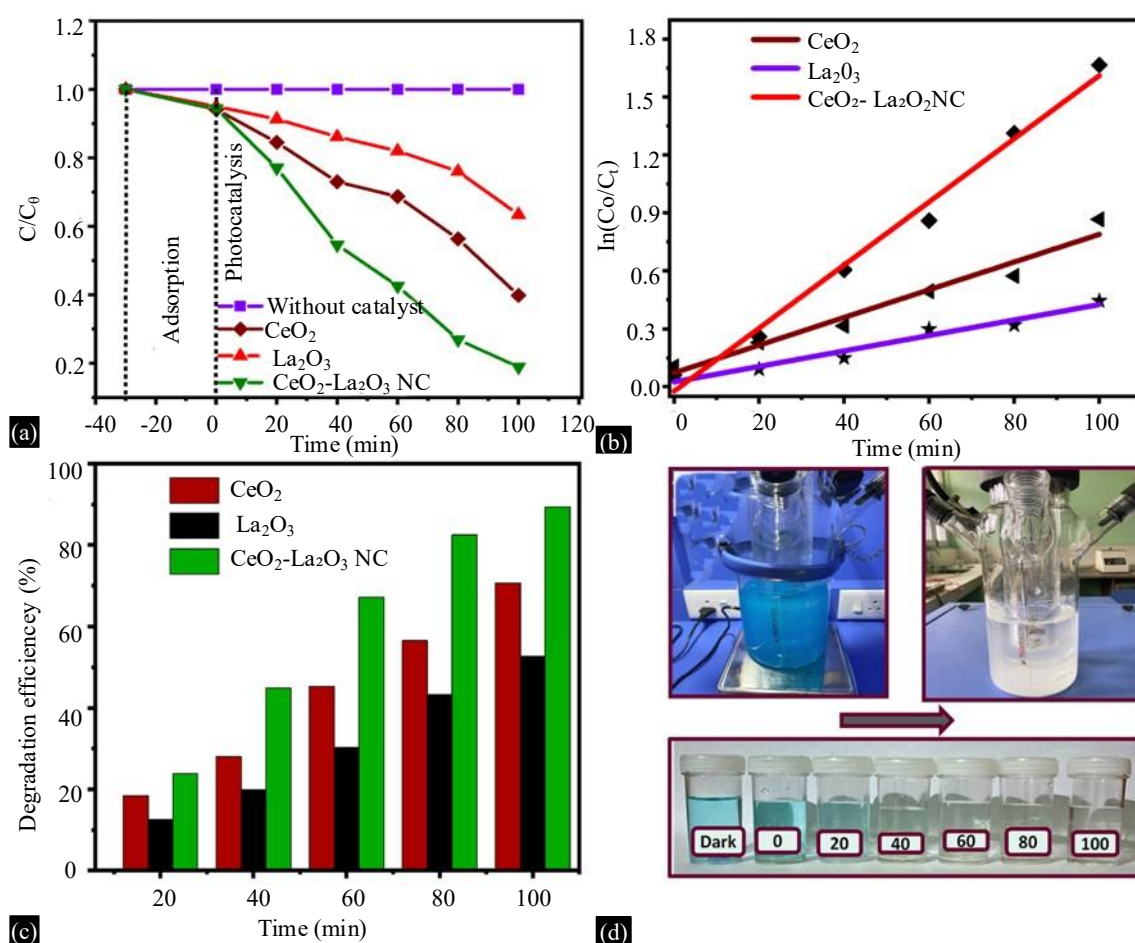 1.2
1.0
0.8
0.6
0.4
0.2
C/Cθ
Adsorption
Photocatalysis
Without catalyst
CeO₂
La₂O₃
CeO₂-La₂O₃ NC
-40 -20 0 20 40 60 80 100 120
Time (min)
(a)
1.8
1.5
1.2
0.9
0.6
0.3
0.0
In(Co/Cₜ)
CeO₂
La₂0₃
CeO₂- La₂O₂NC
0 20 40 60 80 100
Time (min)
(b)
100
80
60
40
20
0
Degradation efficiencey (%)
CeO₂
La₂O₃
CeO₂-La₂O₃ NC
20 40 60 80 100
Time (min)
(c)
Dark 0 20 40 60 80 100
(d)